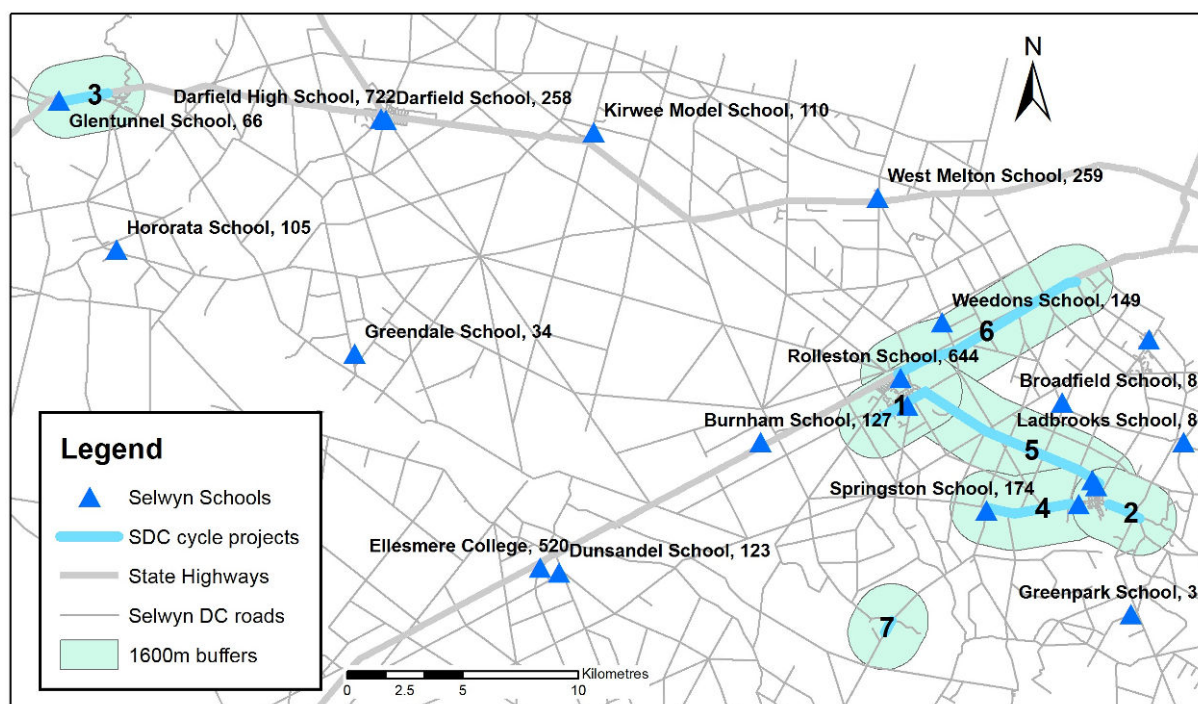 N
3
Darfield High School, 722
Darfield School, 258
Glentunnel School, 66
Kirwee Model School, 110
West Melton School, 259
Hororata School, 105
Weedons School, 149
6
Greendale School, 34
Rolleston School, 644
Broadfield School, 8
1
Burnham School, 127
Ladbrooks School, 8
5
Springston School, 174
4
2
Ellesmere College, 520
Dunsandel School, 123
Greenpark School, 3
7
Legend
Selwyn Schools
SDC cycle projects
State Highways
Selwyn DC roads
1600m buffers
Kilometres
0 2.5 5 10